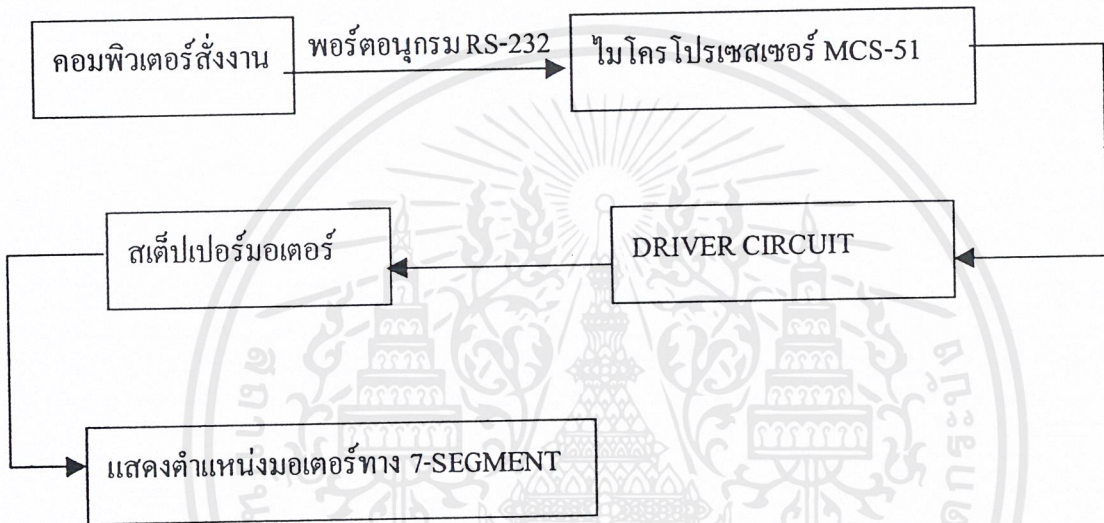 คอมพิวเตอร์สั่งงาน
พอร์ตอนุกรม RS-232
ไมโครโปรเซสเซอร์ MCS-51
สเต็ปเปอร์มอเตอร์
DRIVER CIRCUIT
แสดงตำแหน่งมอเตอร์ทาง 7-SEGMENT